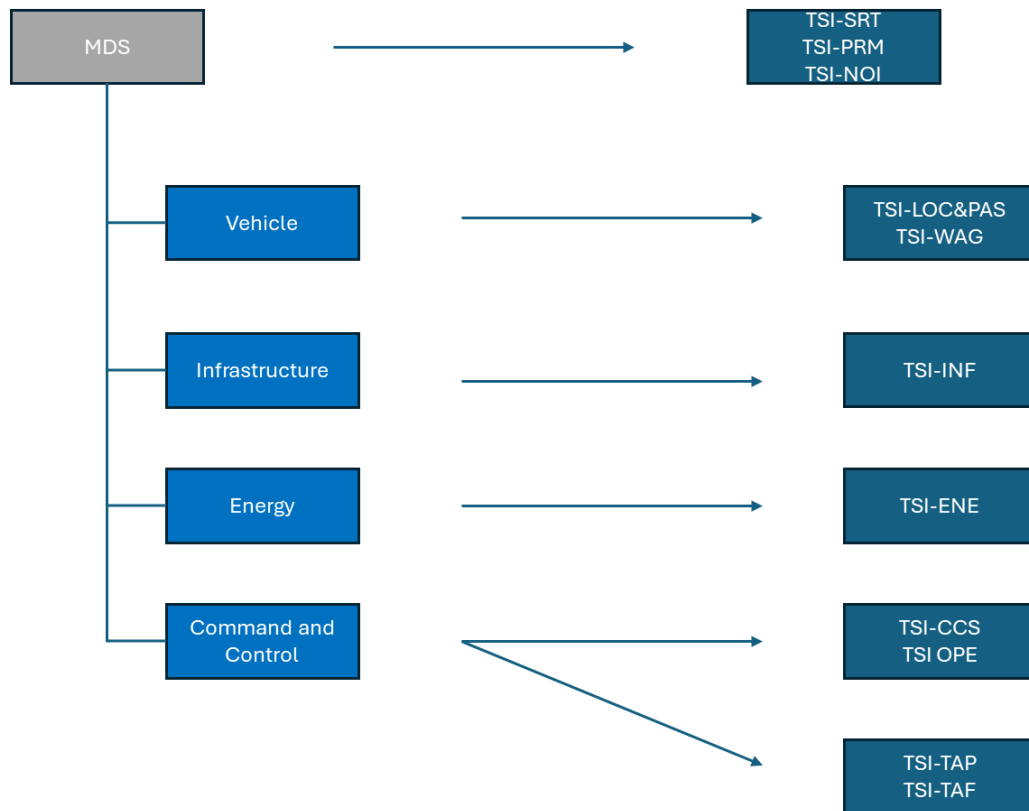 MDS
TSI-SRT
TSI-PRM
TSI-NOI
Vehicle
TSI-LOC&PAS
TSI-WAG
Infrastructure
TSI-INF
Energy
TSI-ENE
Command and
Control
TSI-CCS
TSI OPE
TSI-TAP
TSI-TAF